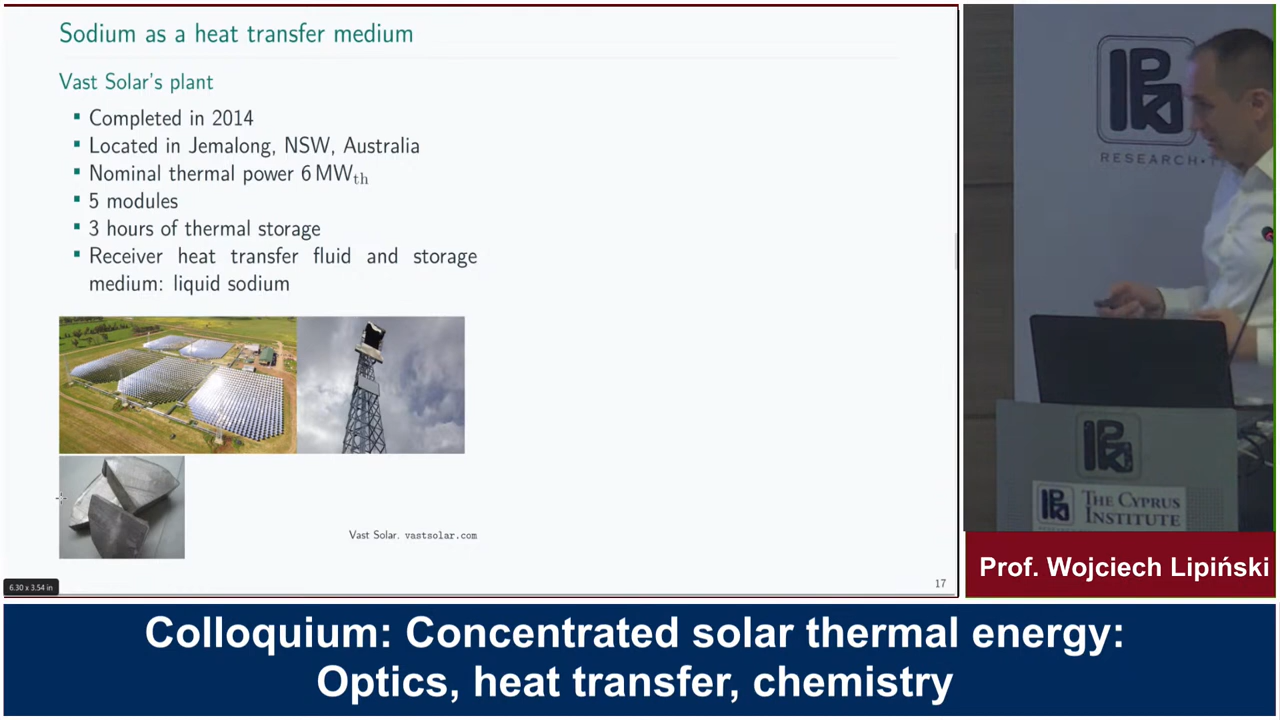 Sodium as a heat transfer medium
Vast Solar's plant
Completed in 2014
Located in Jemalong, NSW, Australia
Nominal thermal power 6 MWth
5 modules
3 hours of thermal storage
Receiver heat transfer fluid and storage
medium: liquid sodium
Vast Solar. vastsolar.com
17
6.30 x 3.54 in
RESEARCH
THE CYPRUS
INSTITUTE
Prof. Wojciech Lipiński
Colloquium: Concentrated solar thermal energy:
Optics, heat transfer, chemistry